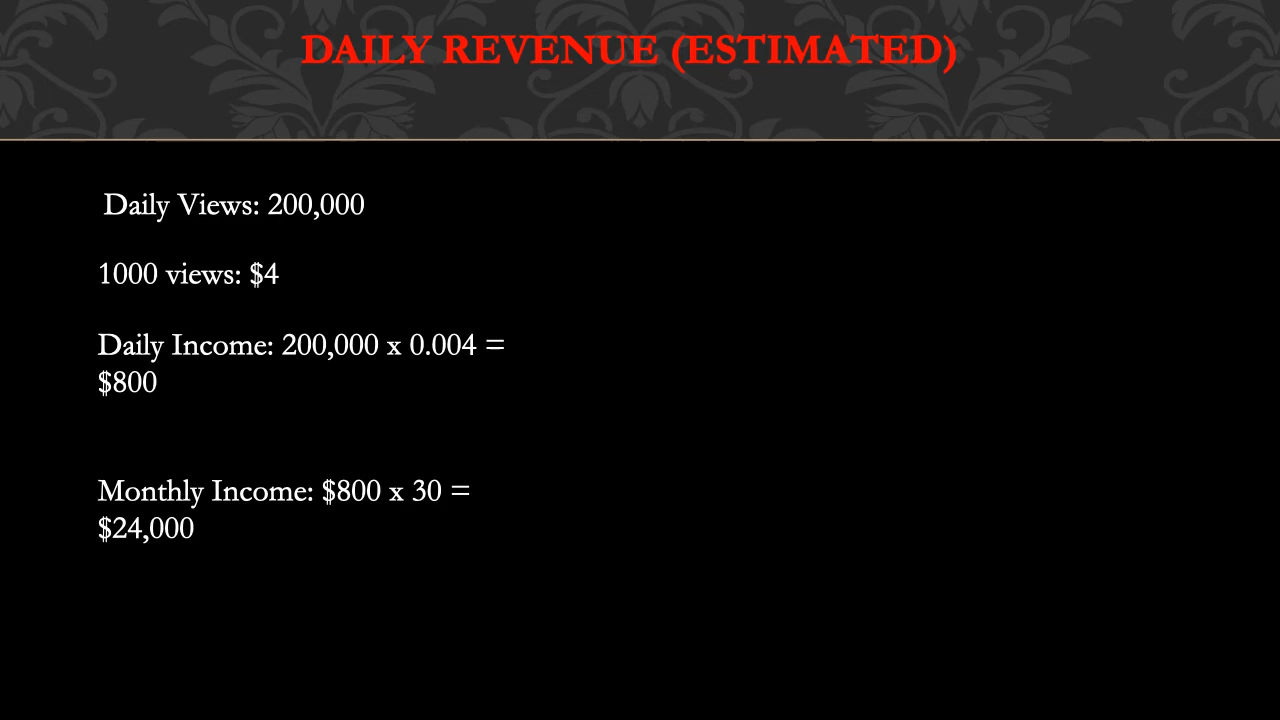 DAILY REVENUE (ESTIMATED)
Daily Views: 200,000
1000 views: $4
Daily Income: 200,000 x 0.004 =
$800
Monthly Income: $800 x 30 =
$24,000